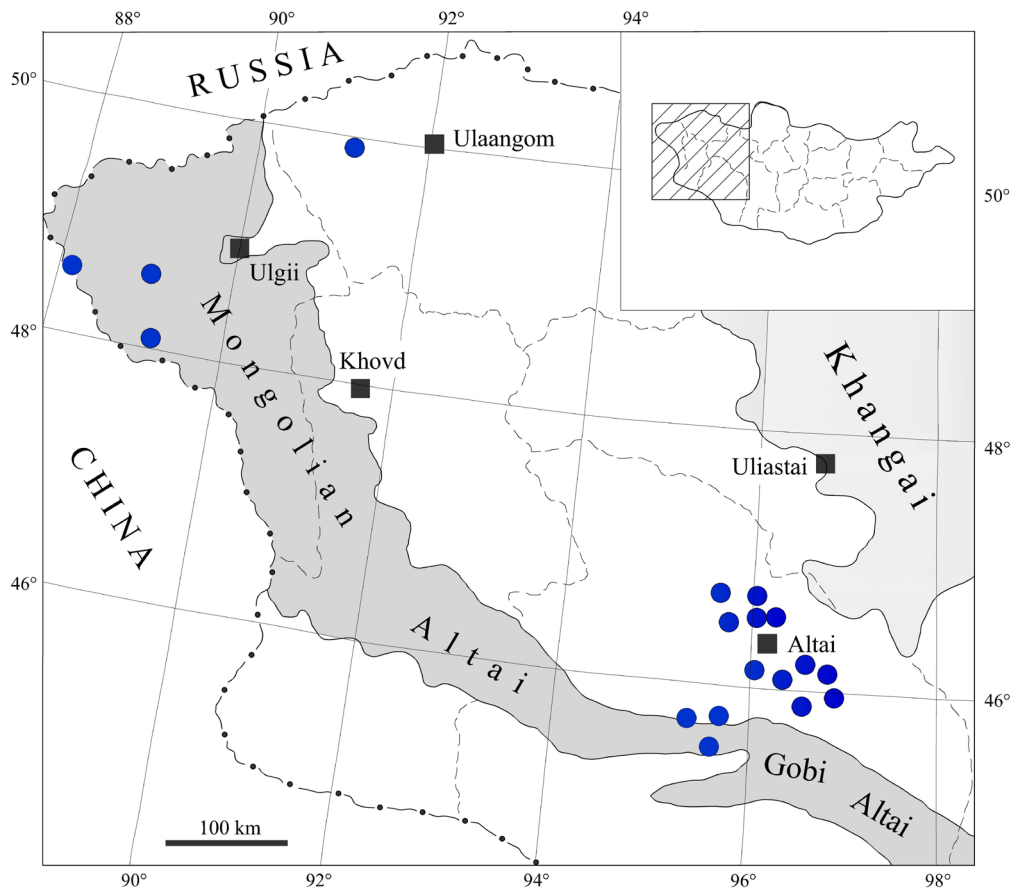 88° 90° 92° 94°
50°
RUSSIA
Ulaangom
50°
Ulgii
48°
Mongolian
Khovd
Khangai
48°
Uliastai
CHINA
46°
Altai
Altai
46°
Gobi
Altai
100 km
90° 92° 94° 96° 98°